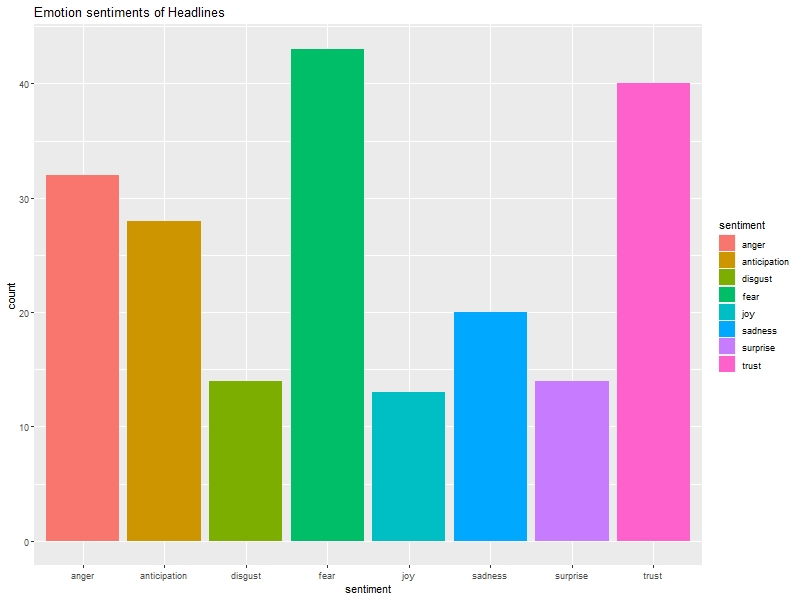 Emotion sentiments of Headlines
count
40
30
20
10
0
anger anticipation disgust fear joy sadness surprise trust
sentiment
sentiment
anger
anticipation
disgust
fear
joy
sadness
surprise
trust